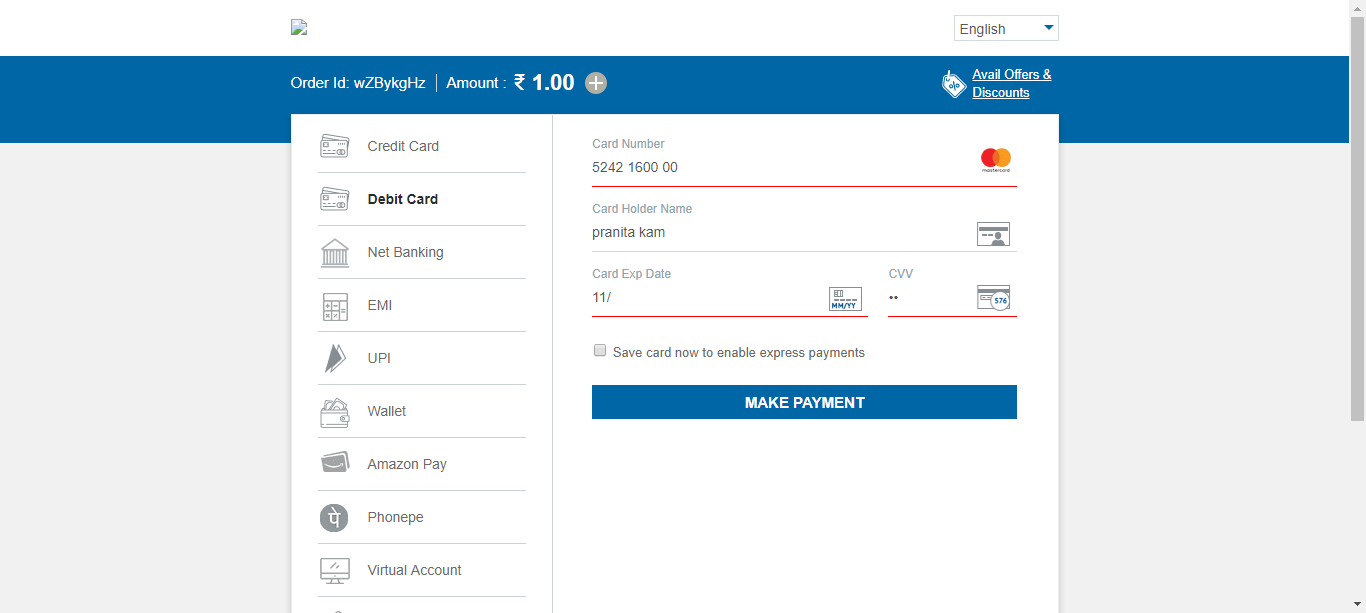 English
Order Id: wZBykgHz | Amount : ₹ 1.00
Avail Offers &
Discounts
Credit Card
Debit Card
Net Banking
EMI
UPI
Wallet
Amazon Pay
Phonepe
Virtual Account
Card Number
5242 1600 00
mastercard
Card Holder Name
pranita kam
Card Exp Date
11/
MM/YY
CVV
••
576
Save card now to enable express payments
MAKE PAYMENT